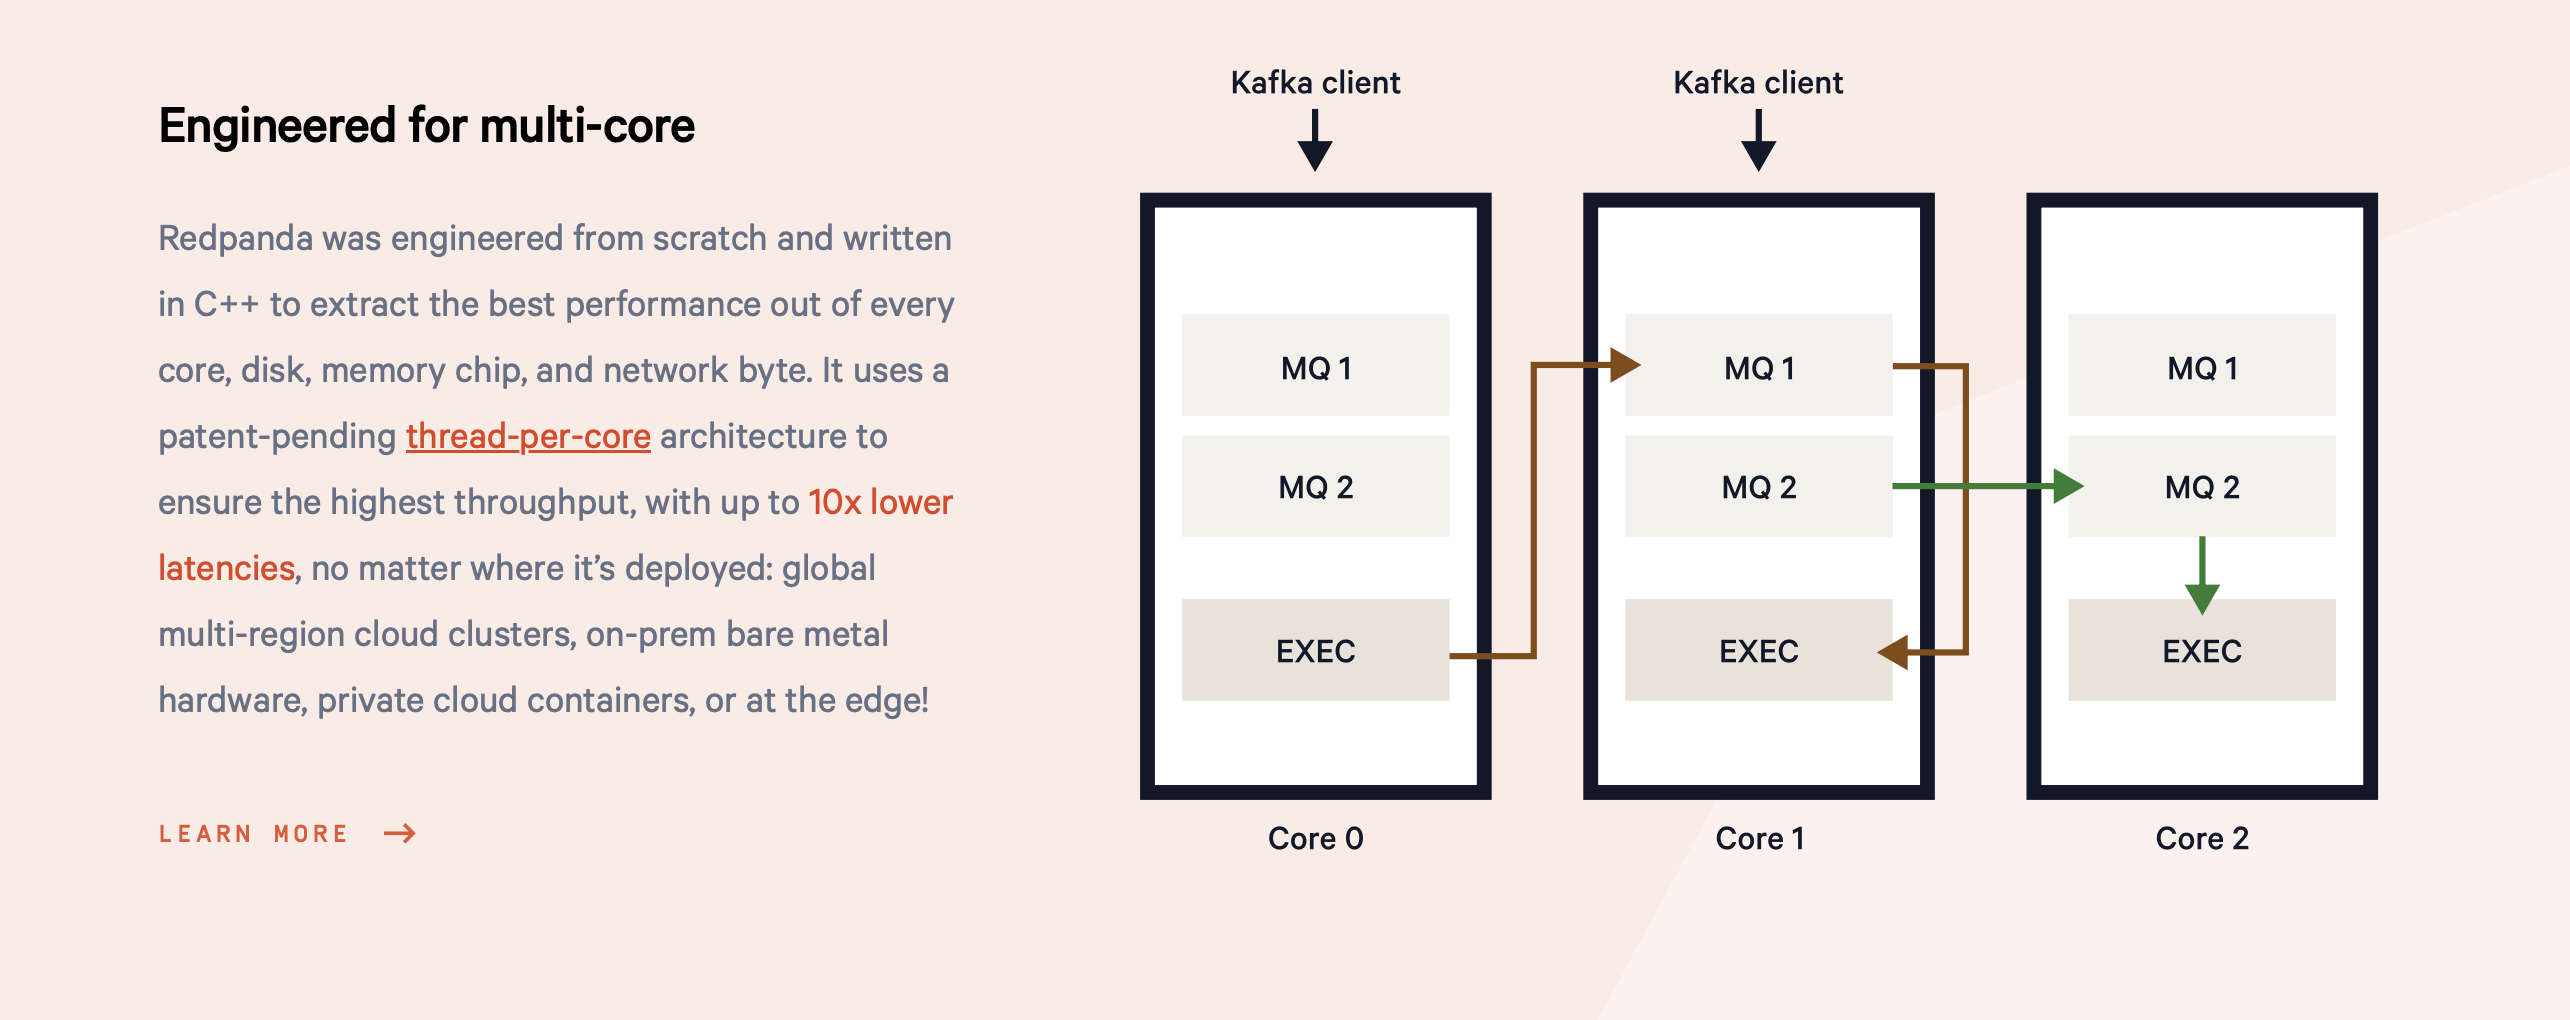 Engineered for multi-core
Redpanda was engineered from scratch and written
in C++ to extract the best performance out of every
core, disk, memory chip, and network byte. It uses a
patent-pending thread-per-core architecture to
ensure the highest throughput, with up to 10x lower
latencies, no matter where it’s deployed: global
multi-region cloud clusters, on-prem bare metal
hardware, private cloud containers, or at the edge!
LEARN MORE →
Kafka client
Kafka client
MQ 1
MQ 2
EXEC
Core 0
MQ 1
MQ 2
EXEC
Core 1
MQ 1
MQ 2
EXEC
Core 2